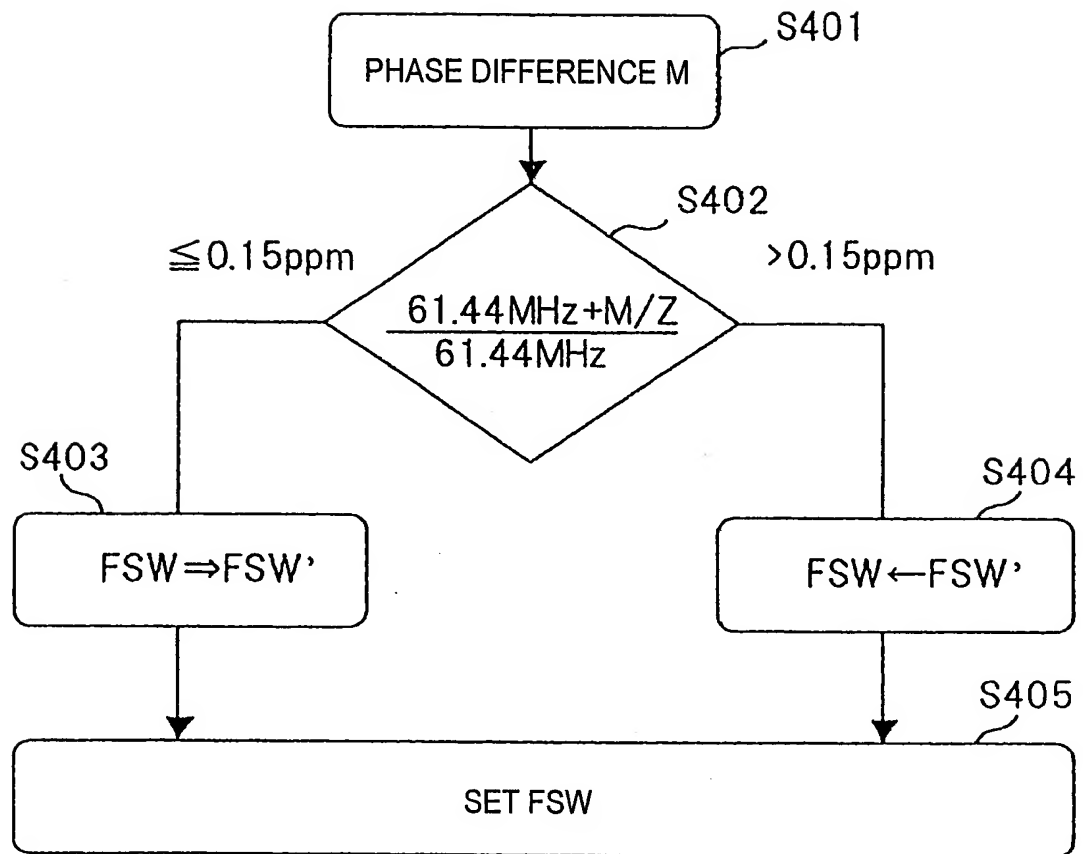 S401
PHASE DIFFERENCE M
S402
≦0.15ppm
>0.15ppm
61.44MHz+M/Z
61.44MHz
S403
S404
FSW⇒FSW'
FSW←FSW'
S405
SET FSW